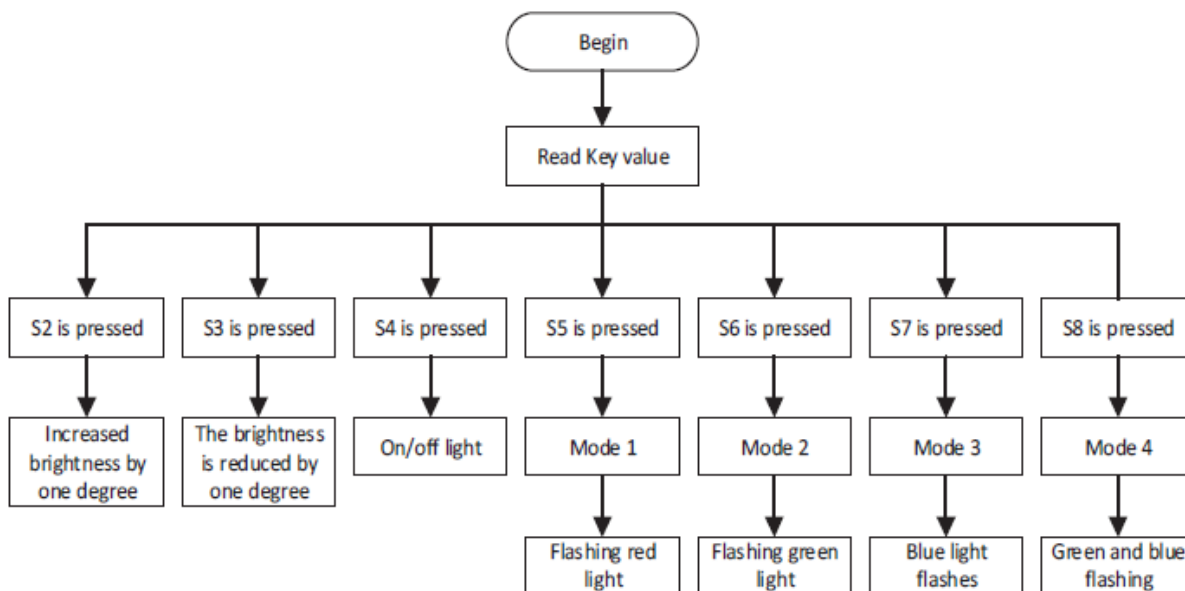 Begin
Read Key value
S2 is pressed
S3 is pressed
S4 is pressed
S5 is pressed
S6 is pressed
S7 is pressed
S8 is pressed
Increased
brightness by
one degree
The brightness
is reduced by
one degree
On/off light
Mode 1
Mode 2
Mode 3
Mode 4
Flashing red
light
Flashing green
light
Blue light
flashes
Green and blue
flashing